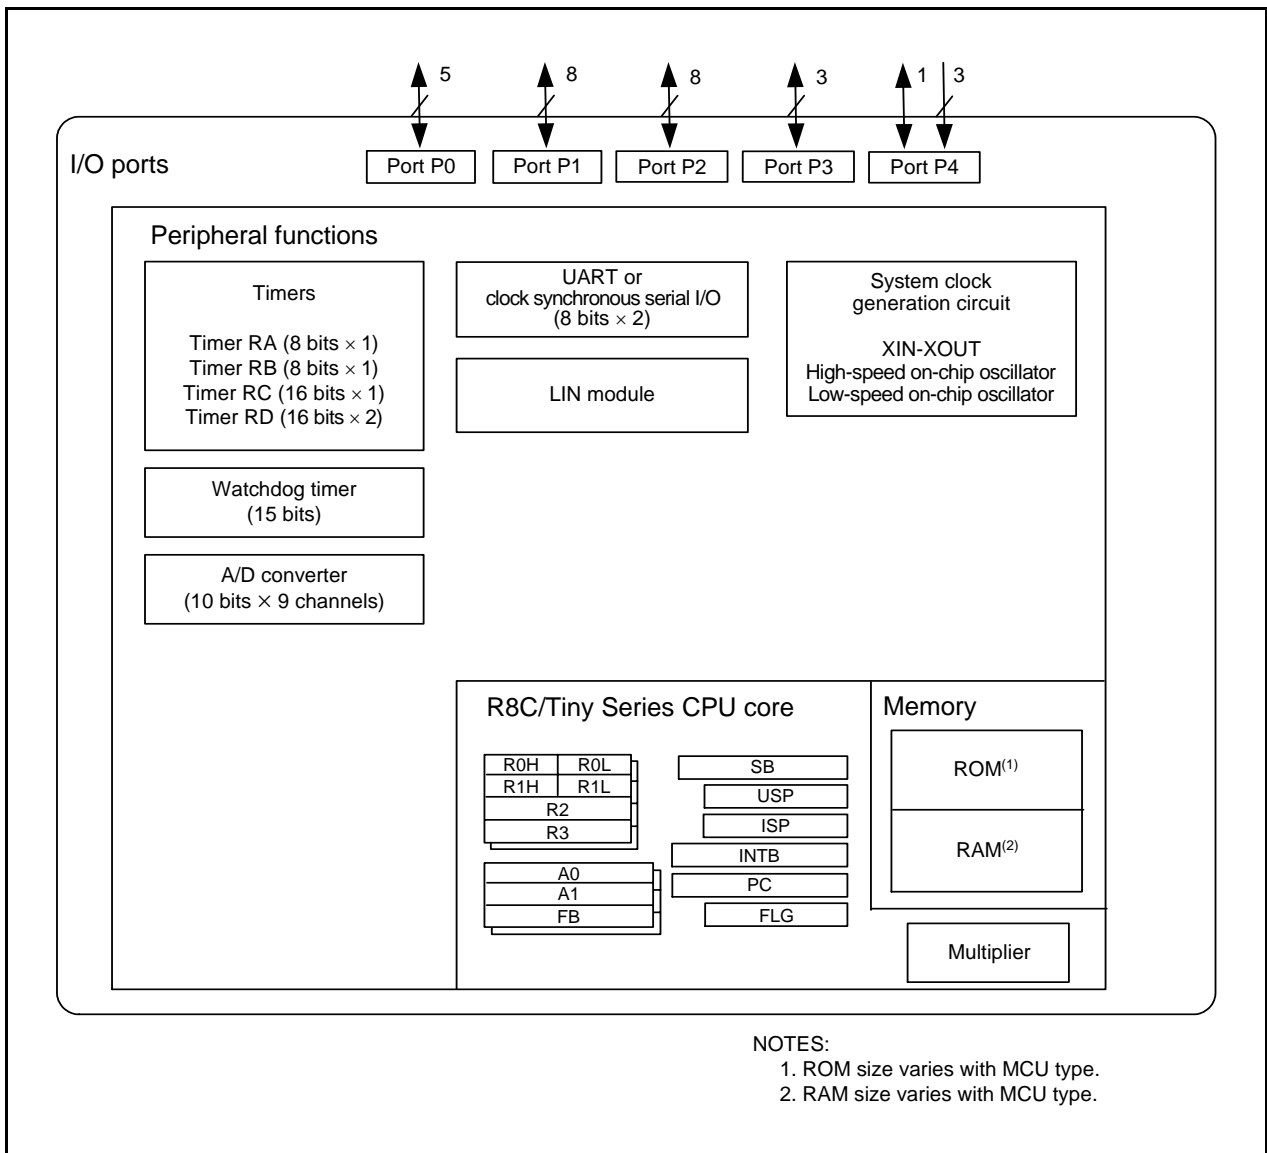 5 8 8 3 1 3
I/O ports
Port P0 Port P1 Port P2 Port P3 Port P4
Peripheral functions
Timers
Timer RA (8 bits × 1)
Timer RB (8 bits × 1)
Timer RC (16 bits × 1)
Timer RD (16 bits × 2)
Watchdog timer
(15 bits)
A/D converter
(10 bits × 9 channels)
UART or
clock synchronous serial I/O
(8 bits × 2)
LIN module
System clock
generation circuit
XIN-XOUT
High-speed on-chip oscillator
Low-speed on-chip oscillator
R8C/Tiny Series CPU core
R0H R0L
R1H R1L
R2
R3
A0
A1
FB
SB
USP
ISP
INTB
PC
FLG
Memory
ROM(1)
RAM(2)
Multiplier
NOTES:
1. ROM size varies with MCU type.
2. RAM size varies with MCU type.